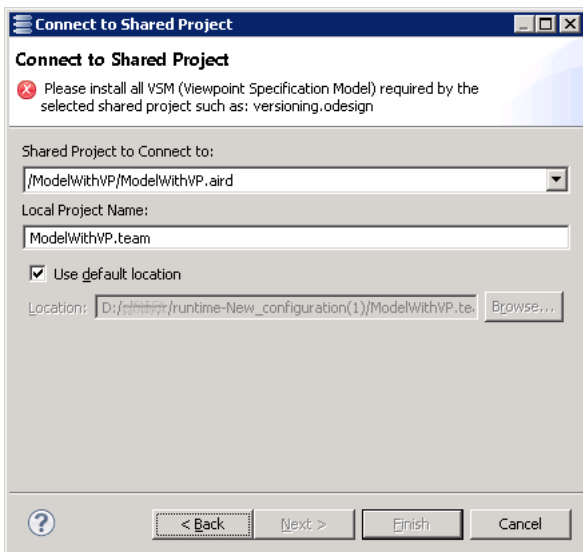 Connect to Shared Project
Connect to Shared Project
Please install all VSM (Viewpoint Specification Model) required by the
selected shared project such as: versioning.odesign
Shared Project to Connect to:
/ModelWithVP/ModelWithVP.aird
Local Project Name:
ModelWithVP.team
Use default location
Location: D:/ /runtime-New_configuration(1)/ModelWithVP.te Browse...
? < Back Next > Finish Cancel